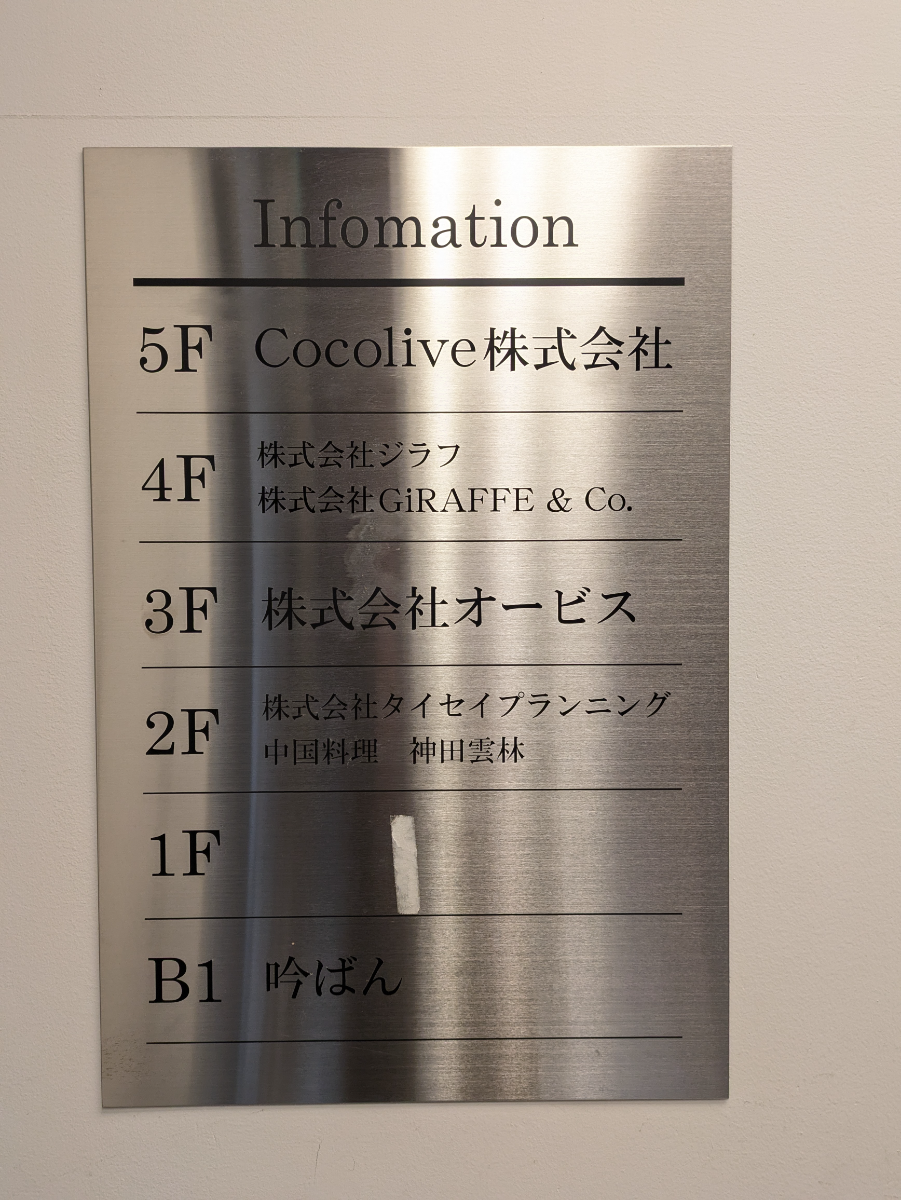 Infomation
5F Cocolive株式会社
4F 株式会社ジラフ
株式会社GiRAFFE & Co.
3F 株式会社オービス
2F 株式会社タイセイプランニング
中国料理　神田雲林
1F
B1 吟ばん